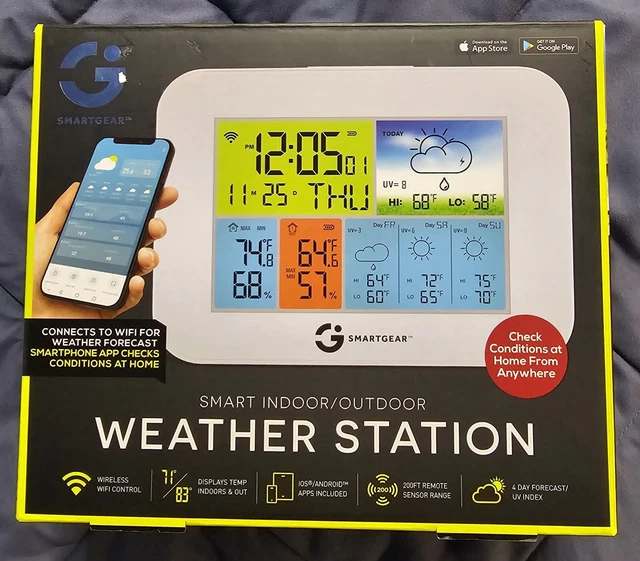 Download on the
App Store
GET IT ON
Google Play
SMARTGEAR™
PM 12:05 01
11 M 25 D THU
TODAY
UV= 8
HI: 68°F LO: 58°F
MAX MIN
74.8°F
68%
64.6°F
MAX
MIN
57%
UV=3 Day FR
HI 64°F
LO 60°F
UV=6 Day SA
HI 72°F
LO 65°F
UV=8 Day SU
HI 75°F
LO 70°F
SMARTGEAR™
CONNECTS TO WIFI FOR
WEATHER FORECAST
SMARTPHONE APP CHECKS
CONDITIONS AT HOME
Check
Conditions at
Home From
Anywhere
SMART INDOOR/OUTDOOR
WEATHER STATION
WIRELESS
WIFI CONTROL
71°
83°
DISPLAYS TEMP
INDOORS & OUT
IOS®/ANDROID™
APPS INCLUDED
(200)
200FT REMOTE
SENSOR RANGE
4 DAY FORECAST/
UV INDEX